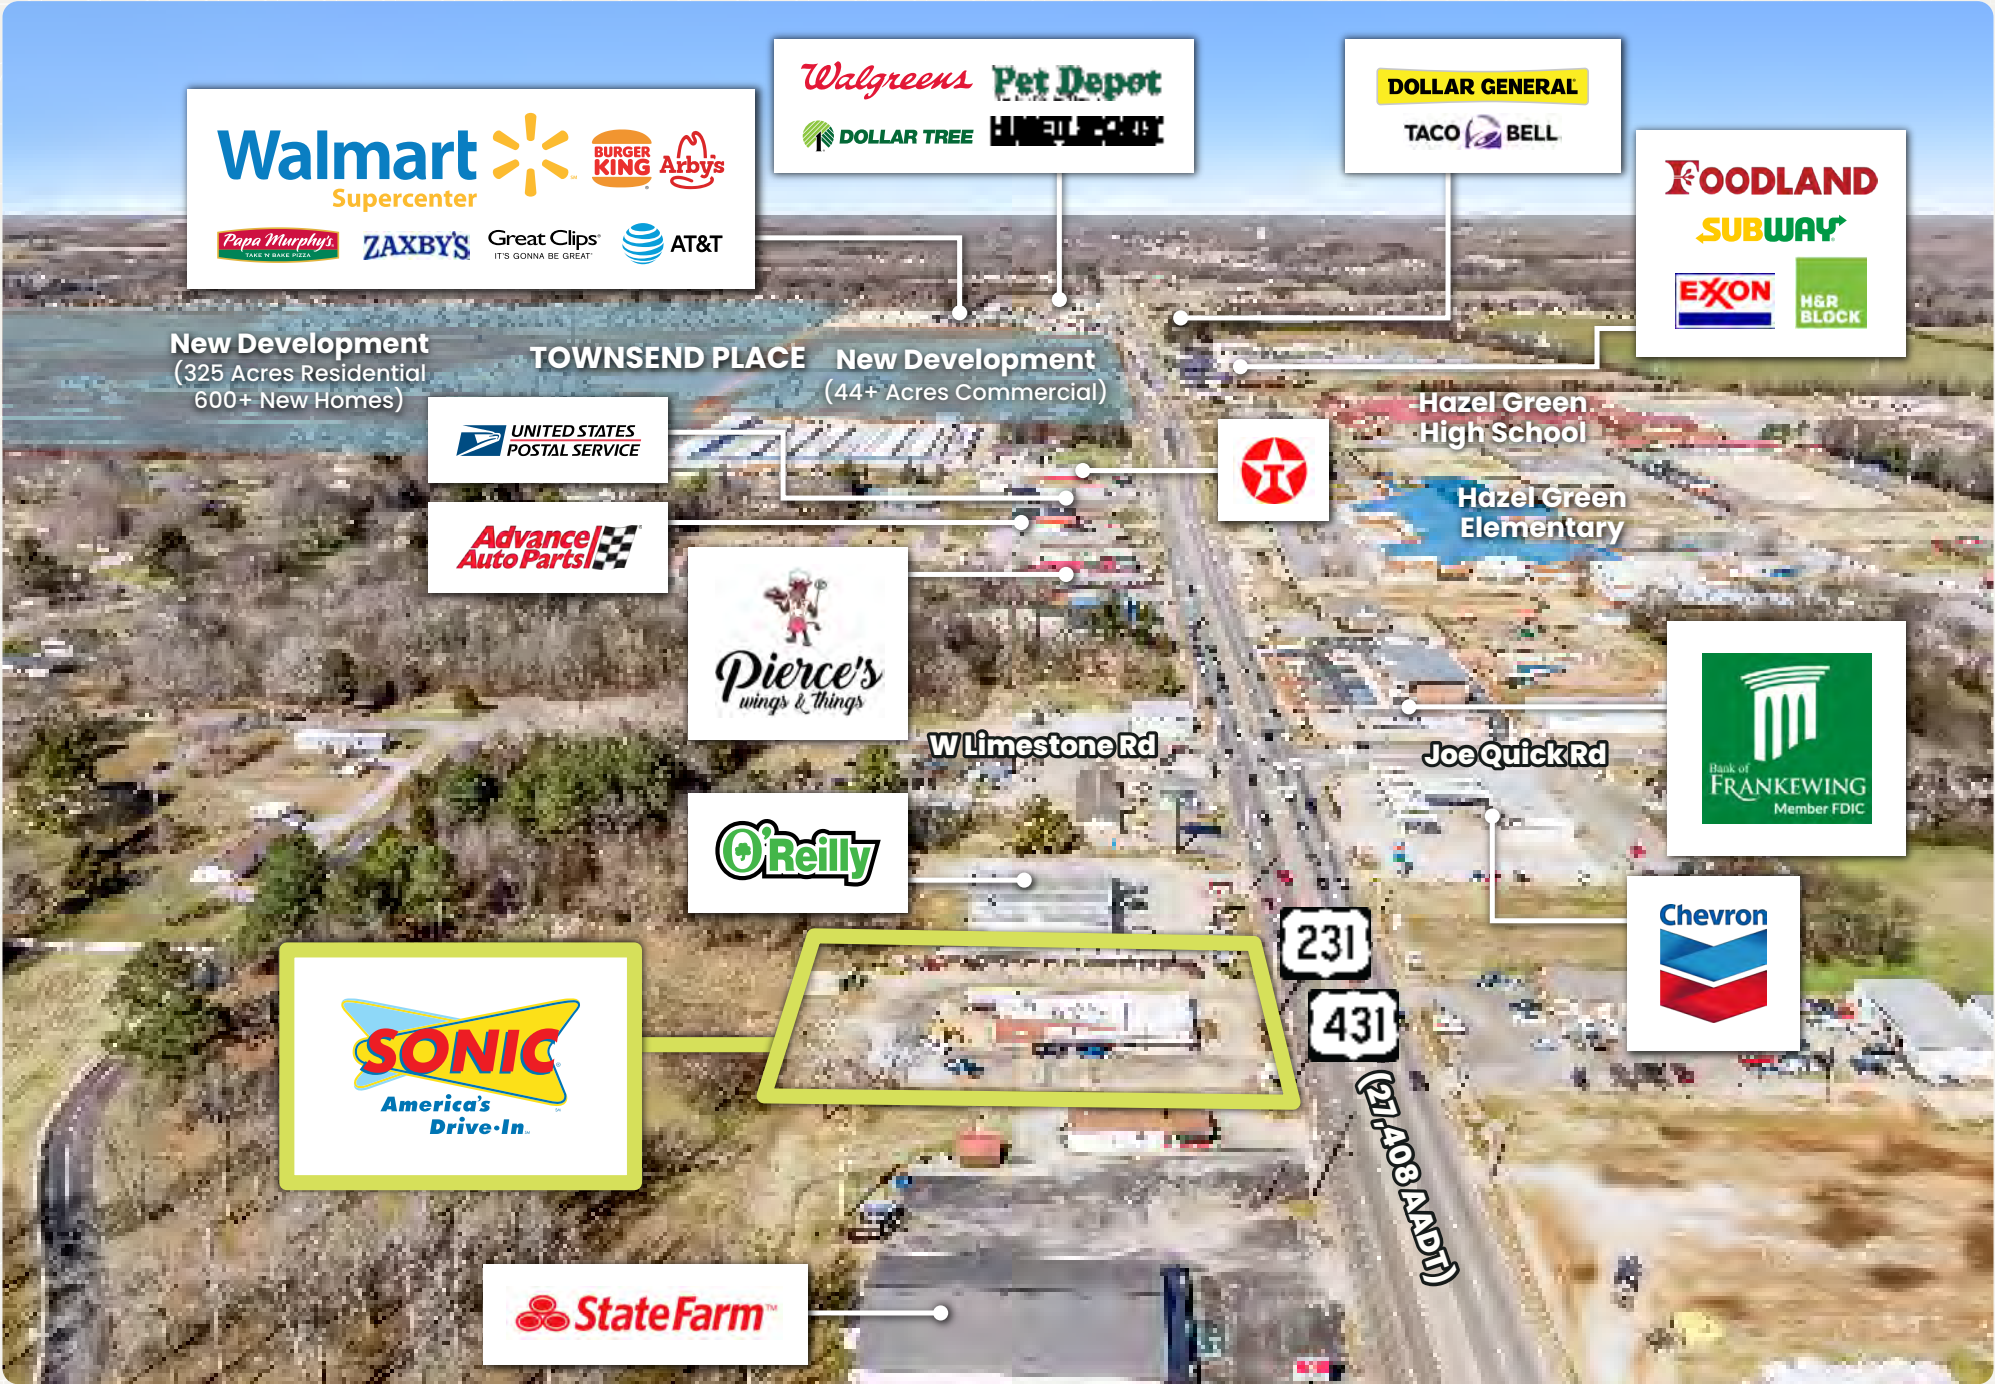 Walgreens
Pet Depot
DOLLAR TREE
DOLLAR GENERAL
TACO BELL
Walmart
Supercenter
BURGER
KING
Arby's
Papa Murphy's.
TAKE 'N' BAKE PIZZA
ZAXBY'S
Great Clips
IT'S GONNA BE GREAT
AT&T
FOODLAND
SUBWAY
EXXON
H&R
BLOCK
New Development
(325 Acres Residential
600+ New Homes)
TOWNSEND PLACE
New Development
(44+ Acres Commercial)
Hazel Green
High School
UNITED STATES
POSTAL SERVICE
T
Hazel Green
Elementary
Advance
Auto Parts
Pierce's
wings & things
W Limestone Rd
Joe Quick Rd
Bank of
FRANKEWING
Member FDIC
O'Reilly
Chevron
231
431
(27,408 AADT)
SONIC
America's
Drive-In
State Farm